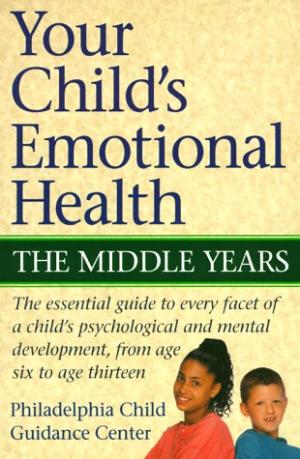 Your
Child's
Emotional
Health
THE MIDDLE YEARS
The essential guide to every facet of
a child's psychological and mental
development, from age
six to age thirteen
Philadelphia Child
Guidance Center